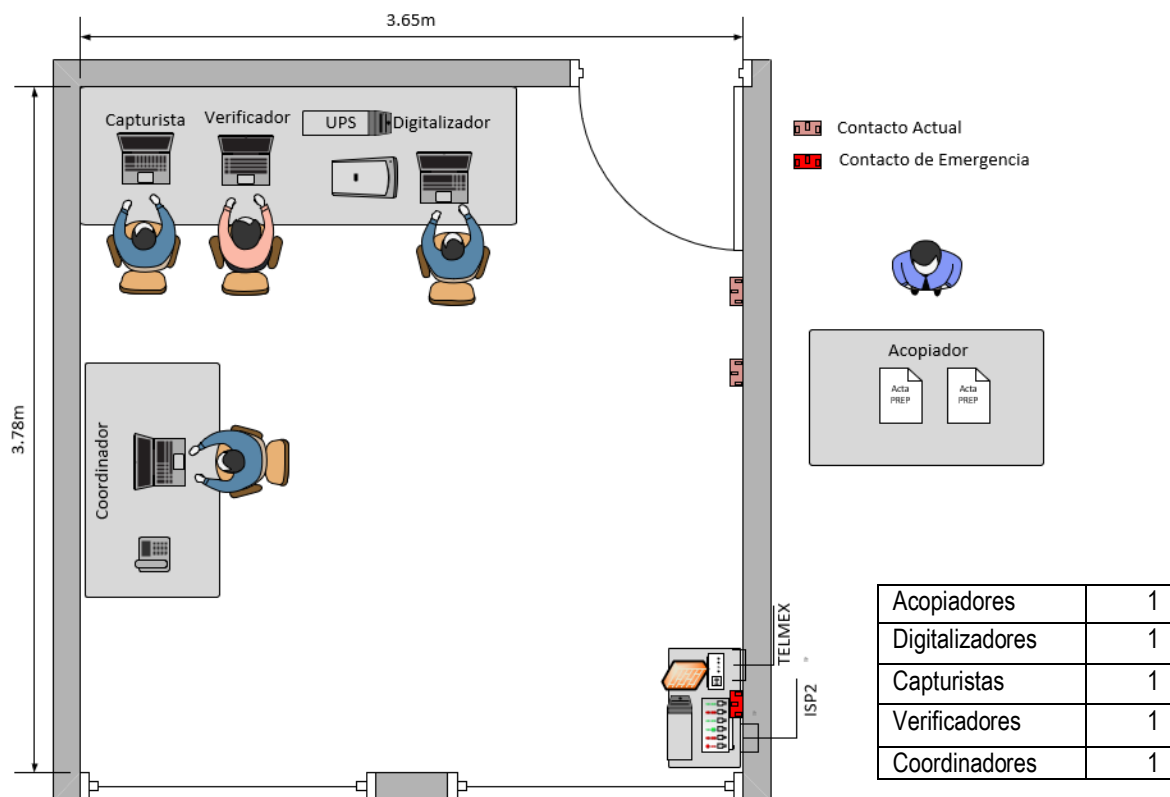 3.65m
Capturista
Verificador
UPS
Digitalizador
Contacto Actual
Contacto de Emergencia
3.78m
Acopiador
Acta
PREP
Acta
PREP
Coordinador
TELMEX
ISP2
Acopiadores 1
Digitalizadores 1
Capturistas 1
Verificadores 1
Coordinadores 1